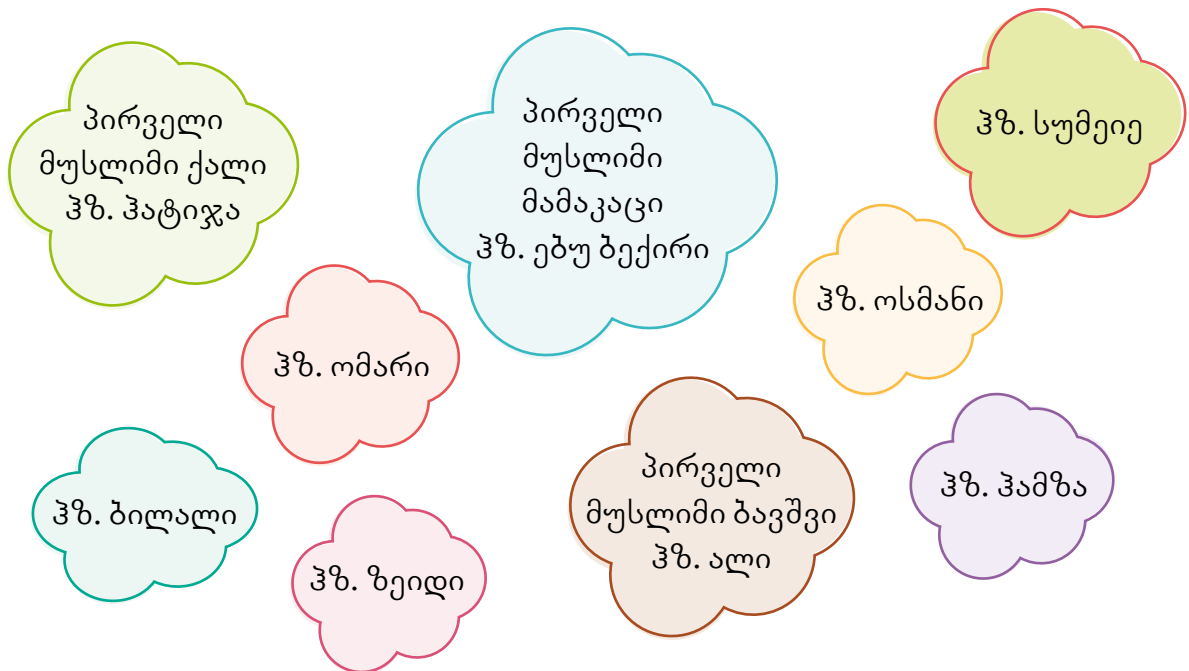 პირველი
მუსლიმი ქალი
ჰზ. ჰატიჯა
პირველი
მუსლიმი
მამაკაცი
ჰზ. ებუ ბექირი
ჰზ. სუმეიე
ჰზ. ოსმანი
ჰზ. ომარი
პირველი
მუსლიმი ბავშვი
ჰზ. ალი
ჰზ. ჰამზა
ჰზ. ბილალი
ჰზ. ზეიდი